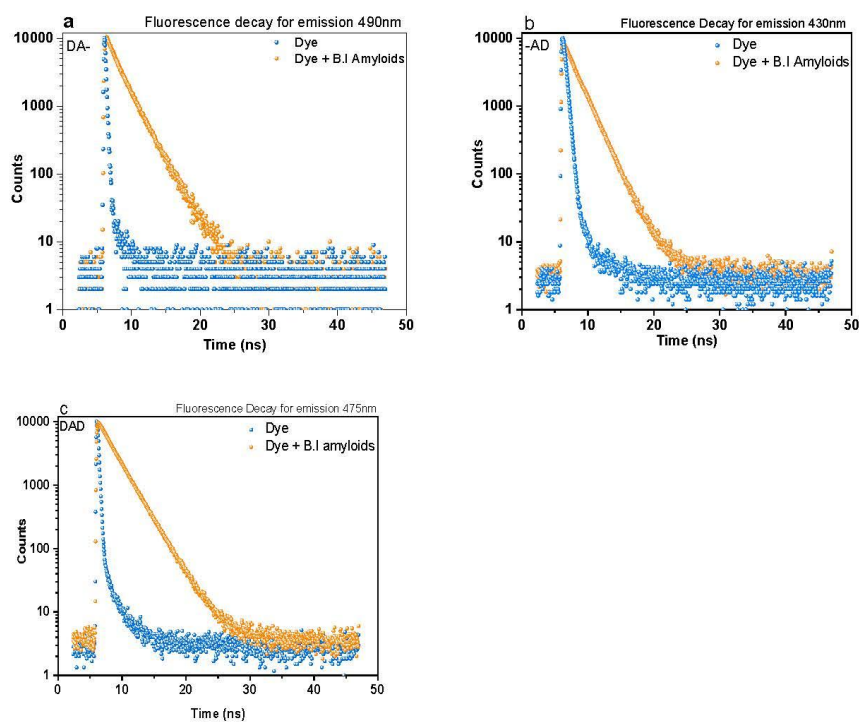 a
Fluorescence decay for emission 490nm
10000
DA-
Dye
Dye + B.I Amyloids
1000
100
10
1
Counts
0
10
20
30
40
50
Time (ns)
b
Fluorescence Decay for emission 430nm
10000
-AD
Dye
Dye + B.I Amyloids
1000
100
10
1
Counts
0
10
20
30
40
50
Time (ns)
c
Fluorescence Decay for emission 475nm
10000
DAD
Dye
Dye + B.I amyloids
1000
100
10
1
Counts
0
10
20
30
40
50
Time (ns)